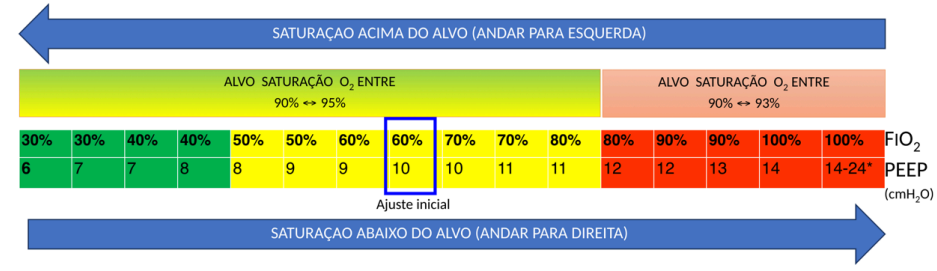 SATURAÇAO ACIMA DO ALVO (ANDAR PARA ESQUERDA)
ALVO SATURAÇÃO O₂ ENTRE
90% ↔ 95%
ALVO SATURAÇÃO O₂ ENTRE
90% ↔ 93%
30% 30% 40% 40% 50% 50% 60% 60% 70% 70% 80% 80% 90% 90% 100% 100% FIO₂
6 7 7 8 8 9 9 10 10 11 11 12 12 13 14 14-24* PEEP
(cmH₂O)
Ajuste inicial
SATURAÇAO ABAIXO DO ALVO (ANDAR PARA DIREITA)